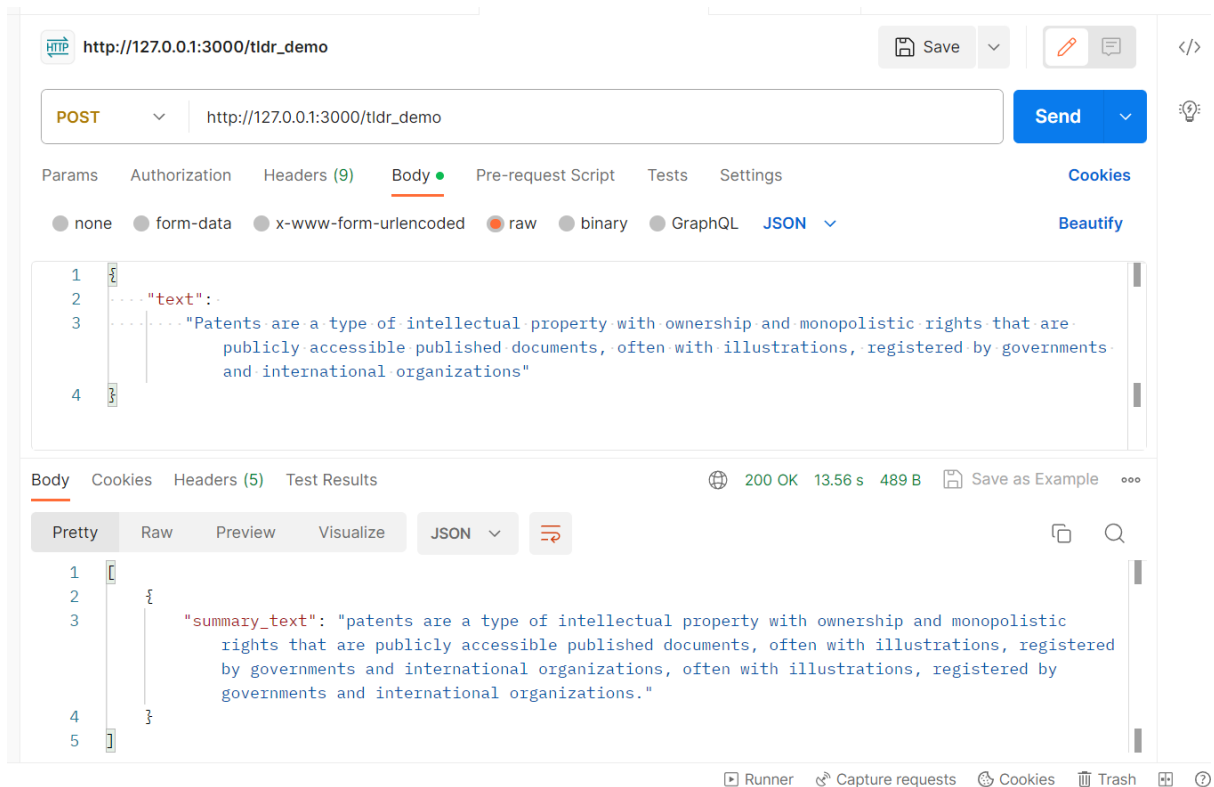 HTTP http://127.0.0.1:3000/tldr_demo Save
POST http://127.0.0.1:3000/tldr_demo Send
Params Authorization Headers (9) Body Pre-request Script Tests Settings Cookies
none form-data x-www-form-urlencoded raw binary GraphQL JSON Beautify
1 {
2 "text":
3 "Patents are a type of intellectual property with ownership and monopolistic rights that are
publicly accessible published documents, often with illustrations, registered by governments
and international organizations"
4 }
Body Cookies Headers (5) Test Results 200 OK 13.56 s 489 B Save as Example
Pretty Raw Preview Visualize JSON
1 [
2 {
3 "summary_text": "patents are a type of intellectual property with ownership and monopolistic
rights that are publicly accessible published documents, often with illustrations, registered
by governments and international organizations, often with illustrations, registered by
governments and international organizations."
4 }
5 ]
Runner Capture requests Cookies Trash